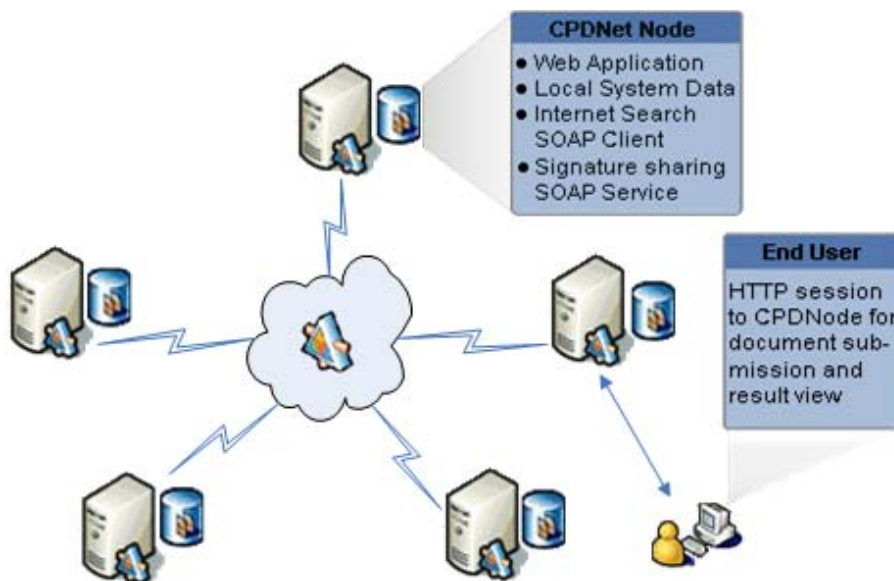 CPDNet Node
● Web Application
● Local System Data
● Internet Search
SOAP Client
● Signature sharing
SOAP Service
End User
HTTP session
to CPDNode for
document sub-
mission and
result view